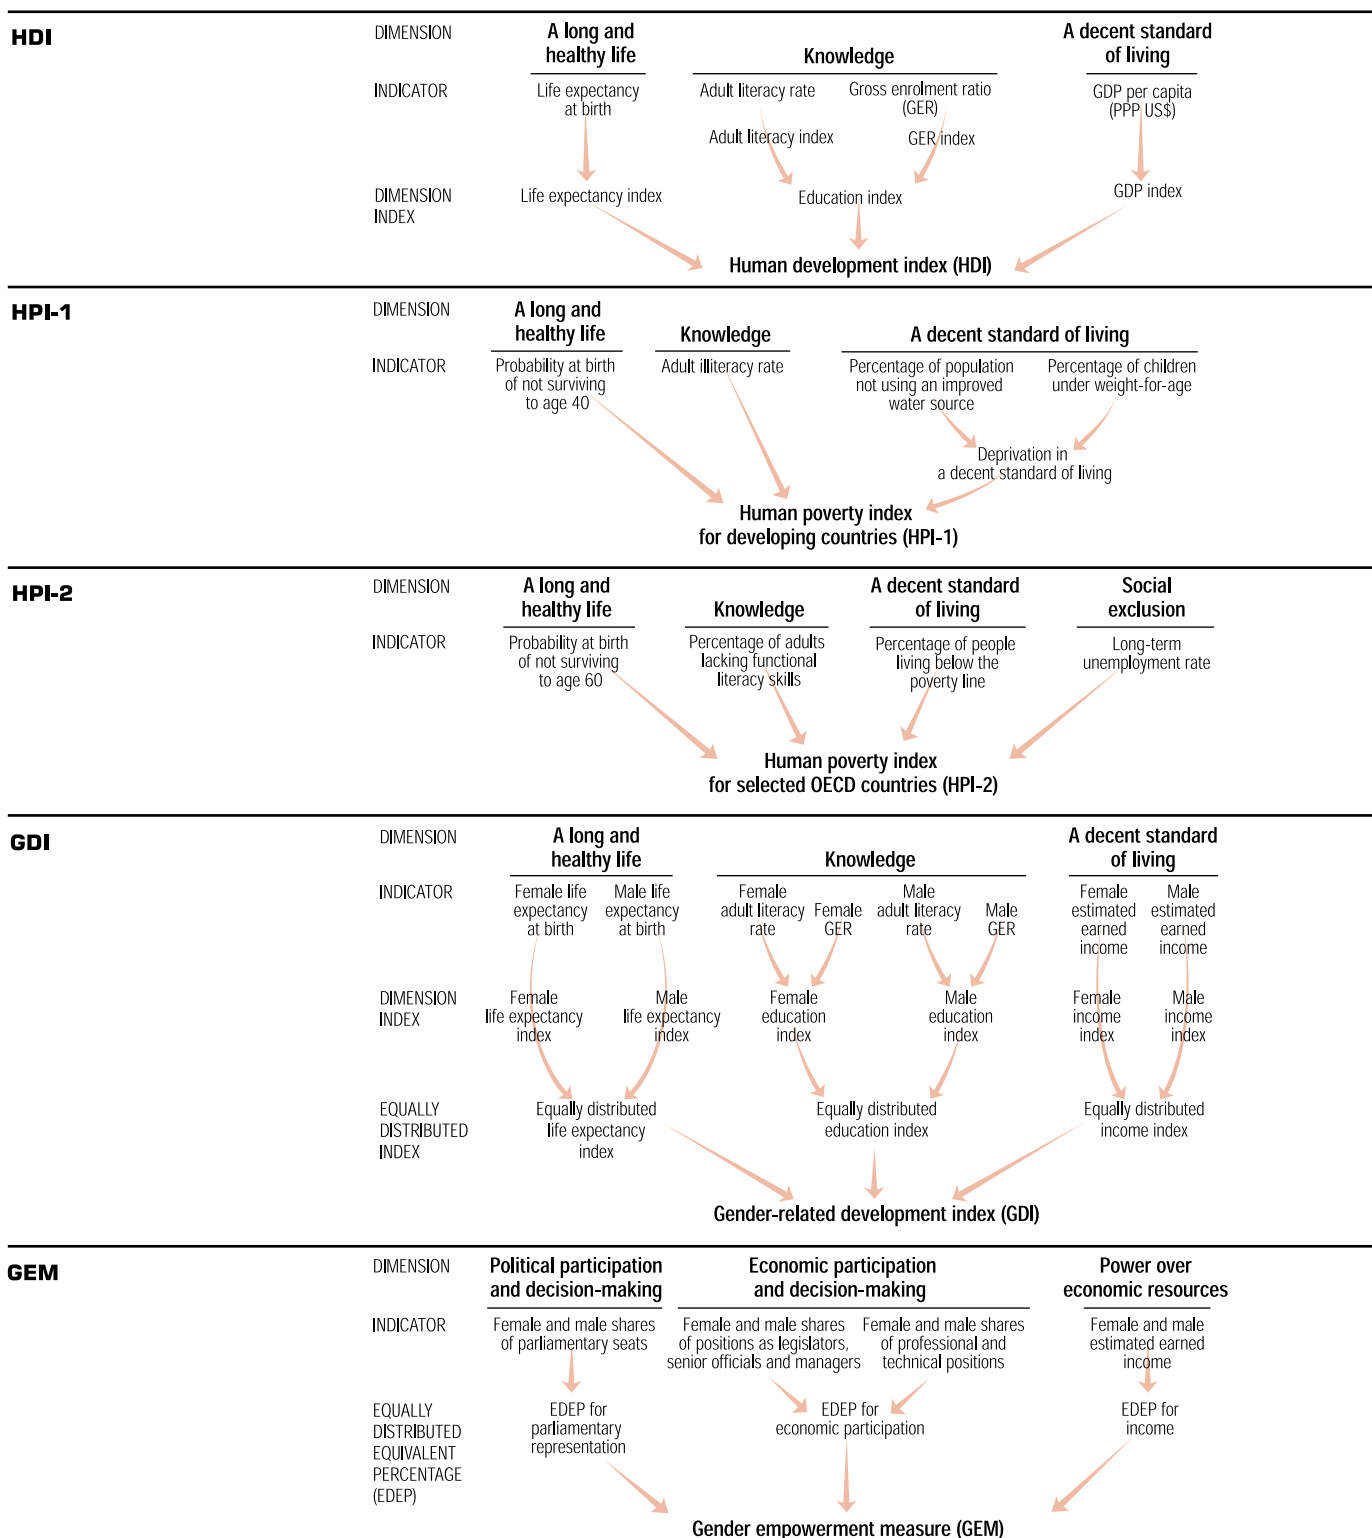 HDI
DIMENSION
A long and
healthy life
Knowledge
A decent standard
of living
INDICATOR
Life expectancy
at birth
Adult literacy rate
Gross enrolment ratio
(GER)
GDP per capita
(PPP US$)
Adult literacy index
GER index
DIMENSION
INDEX
Life expectancy index
Education index
GDP index
Human development index (HDI)
HPI-1
DIMENSION
A long and
healthy life
Knowledge
A decent standard of living
INDICATOR
Probability at birth
of not surviving
to age 40
Adult illiteracy rate
Percentage of population
not using an improved
water source
Percentage of children
under weight-for-age
Deprivation in
a decent standard of living
Human poverty index
for developing countries (HPI-1)
HPI-2
DIMENSION
A long and
healthy life
Knowledge
A decent standard
of living
Social
exclusion
INDICATOR
Probability at birth
of not surviving
to age 60
Percentage of adults
lacking functional
literacy skills
Percentage of people
living below the
poverty line
Long-term
unemployment rate
Human poverty index
for selected OECD countries (HPI-2)
GDI
DIMENSION
A long and
healthy life
Knowledge
A decent standard
of living
INDICATOR
Female life
expectancy
at birth
Male life
expectancy
at birth
Female
adult literacy
rate
Female
GER
Male
adult literacy
rate
Male
GER
Female
estimated
earned
income
Male
estimated
earned
income
DIMENSION
INDEX
Female
life expectancy
index
Male
life expectancy
index
Female
education
index
Male
education
index
Female
income
index
Male
income
index
EQUALLY
DISTRIBUTED
INDEX
Equally distributed
life expectancy
index
Equally distributed
education index
Equally distributed
income index
Gender-related development index (GDI)
GEM
DIMENSION
Political participation
and decision-making
Economic participation
and decision-making
Power over
economic resources
INDICATOR
Female and male shares
of parliamentary seats
Female and male shares
of positions as legislators,
senior officials and managers
Female and male shares
of professional and
technical positions
Female and male
estimated earned
income
EQUALLY
DISTRIBUTED
EQUIVALENT
PERCENTAGE
(EDEP)
EDEP for
parliamentary
representation
EDEP for
economic participation
EDEP for
income
Gender empowerment measure (GEM)